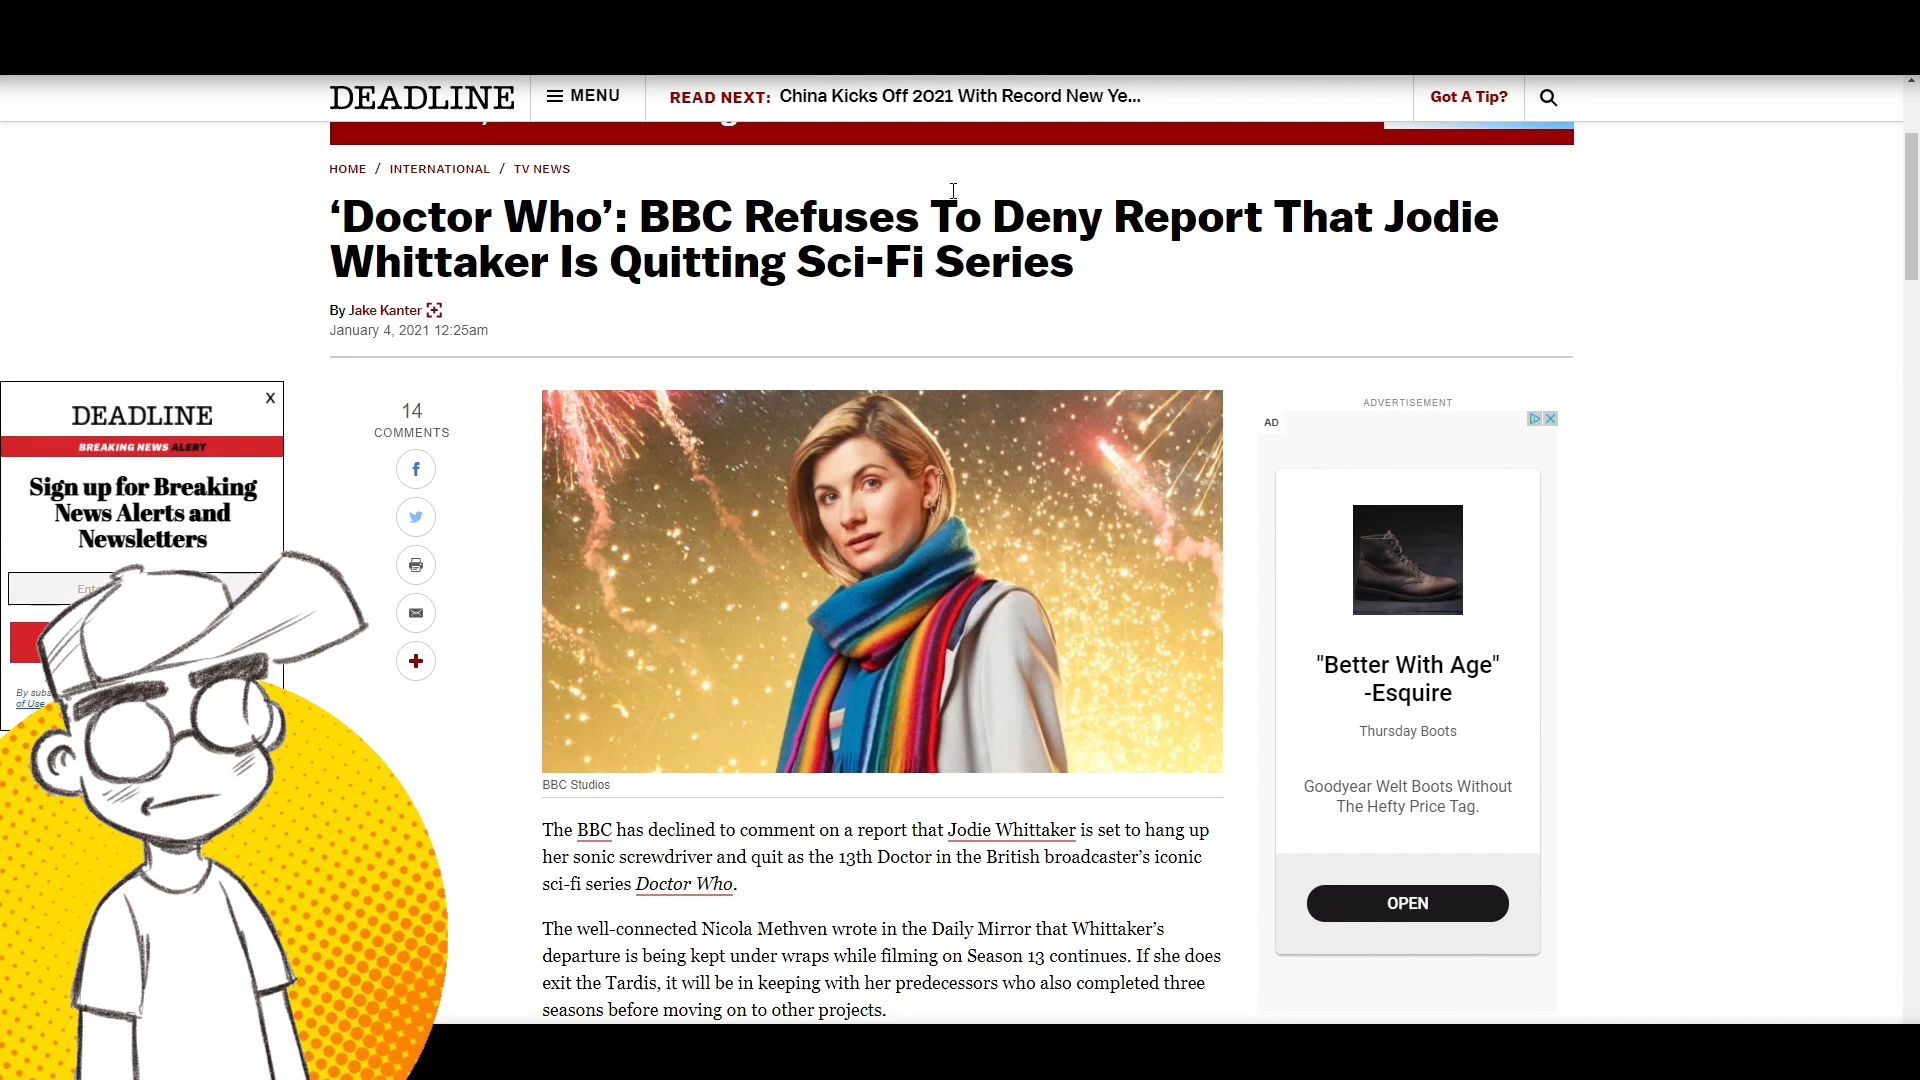 DEADLINE
MENU
READ NEXT: China Kicks Off 2021 With Record New Ye...
Got A Tip?
HOME / INTERNATIONAL / TV NEWS
‘Doctor Who’: BBC Refuses To Deny Report That Jodie
Whittaker Is Quitting Sci-Fi Series
By Jake Kanter
January 4, 2021 12:25am
X
DEADLINE
BREAKING NEWS ALERT
Sign up for Breaking
News Alerts and
Newsletters
By subs
of Use
14
COMMENTS
BBC Studios
The BBC has declined to comment on a report that Jodie Whittaker is set to hang up
her sonic screwdriver and quit as the 13th Doctor in the British broadcaster’s iconic
sci-fi series Doctor Who.
The well-connected Nicola Methven wrote in the Daily Mirror that Whittaker’s
departure is being kept under wraps while filming on Season 13 continues. If she does
exit the Tardis, it will be in keeping with her predecessors who also completed three
seasons before moving on to other projects.
ADVERTISEMENT
AD
"Better With Age"
-Esquire
Thursday Boots
Goodyear Welt Boots Without
The Hefty Price Tag.
OPEN